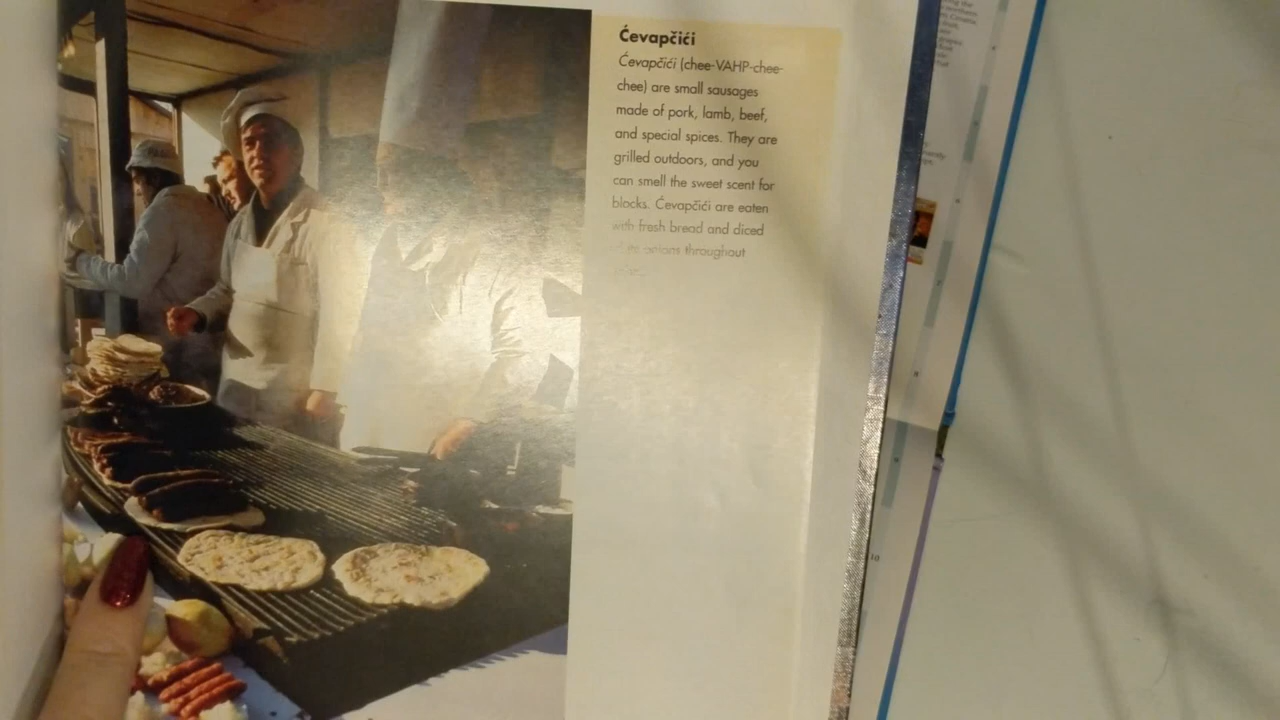 Ćevapčići
Ćevapčići (chee-VAHP-chee-
chee) are small sausages
made of pork, lamb, beef,
and special spices. They are
grilled outdoors, and you
can smell the sweet scent for
blocks. Ćevapčići are eaten
with fresh bread and diced
onions throughout